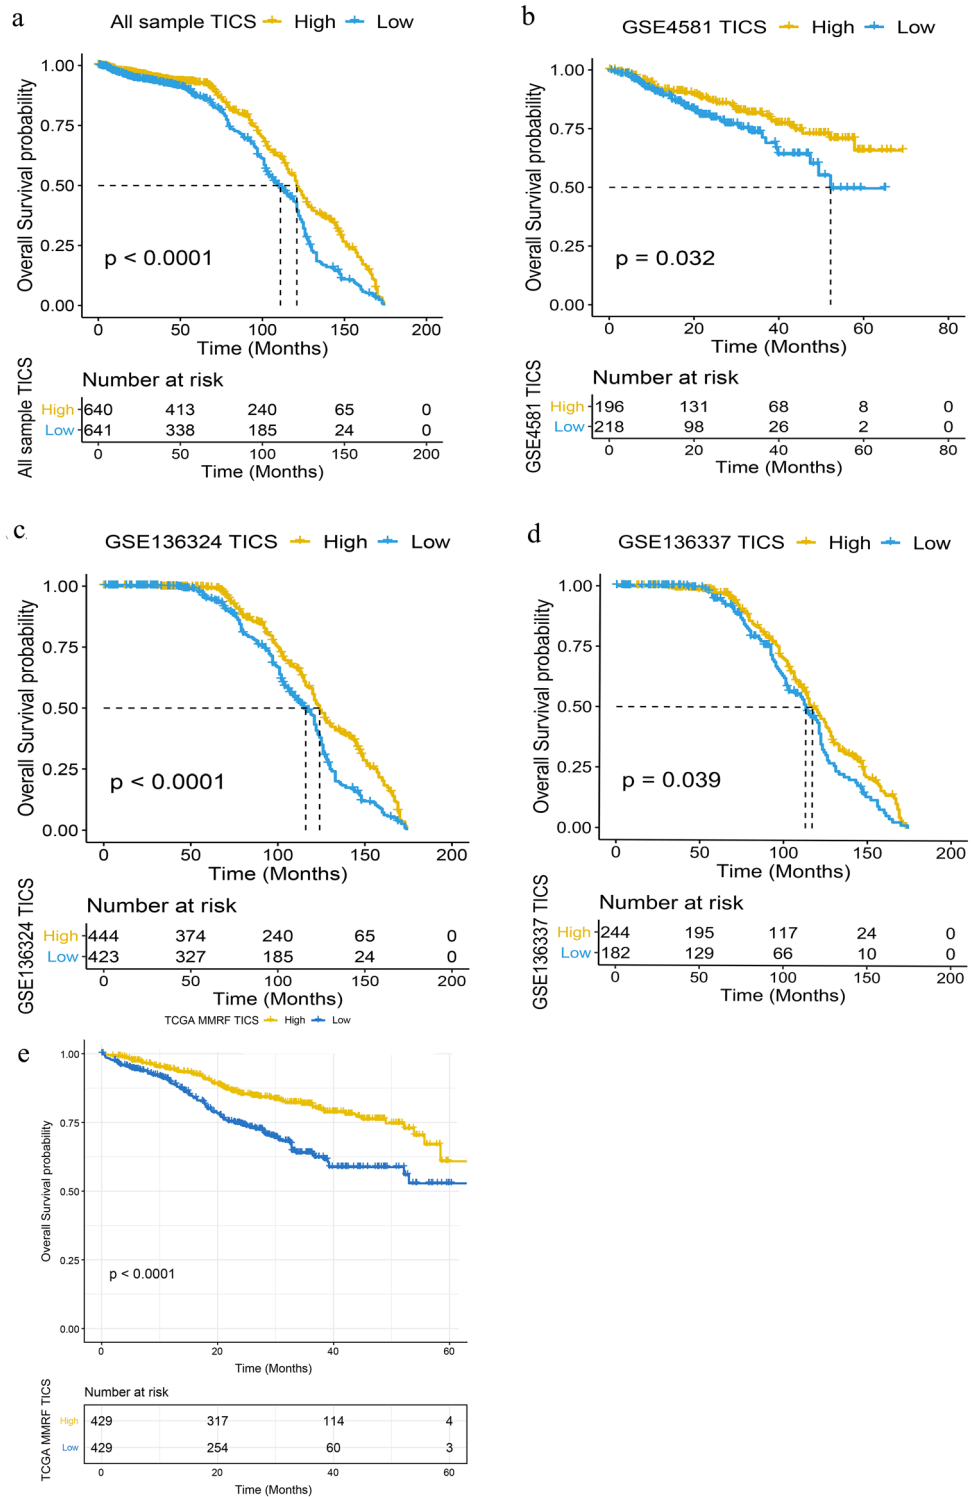 a
All sample TICS High Low
Overall Survival probability
1.00
0.75
0.50
0.25
0.00
p < 0.0001
0 50 100 150 200
Time (Months)
Number at risk
All sample TICS
High 640 413 240 65 0
Low 641 338 185 24 0
0 50 100 150 200
Time (Months)
b
GSE4581 TICS High Low
Overall Survival probability
1.00
0.75
0.50
0.25
0.00
p = 0.032
0 20 40 60 80
Time (Months)
Number at risk
GSE4581 TICS
High 196 131 68 8 0
Low 218 98 26 2 0
0 20 40 60 80
Time (Months)
c
GSE136324 TICS High Low
Overall Survival probability
1.00
0.75
0.50
0.25
0.00
p < 0.0001
0 50 100 150 200
Time (Months)
Number at risk
GSE136324 TICS
High 444 374 240 65 0
Low 423 327 185 24 0
0 50 100 150 200
Time (Months)
d
GSE136337 TICS High Low
Overall Survival probability
1.00
0.75
0.50
0.25
0.00
p = 0.039
0 50 100 150 200
Time (Months)
Number at risk
GSE136337 TICS
High 244 195 117 24 0
Low 182 129 66 10 0
0 50 100 150 200
Time (Months)
e
TCGA MMRF TICS High Low
Overall Survival probability
1.00
0.75
0.50
0.25
0.00
p < 0.0001
0 20 40 60
Time (Months)
Number at risk
TCGA MMRF TICS
High 429 317 114 4
Low 429 254 60 3
0 20 40 60
Time (Months)